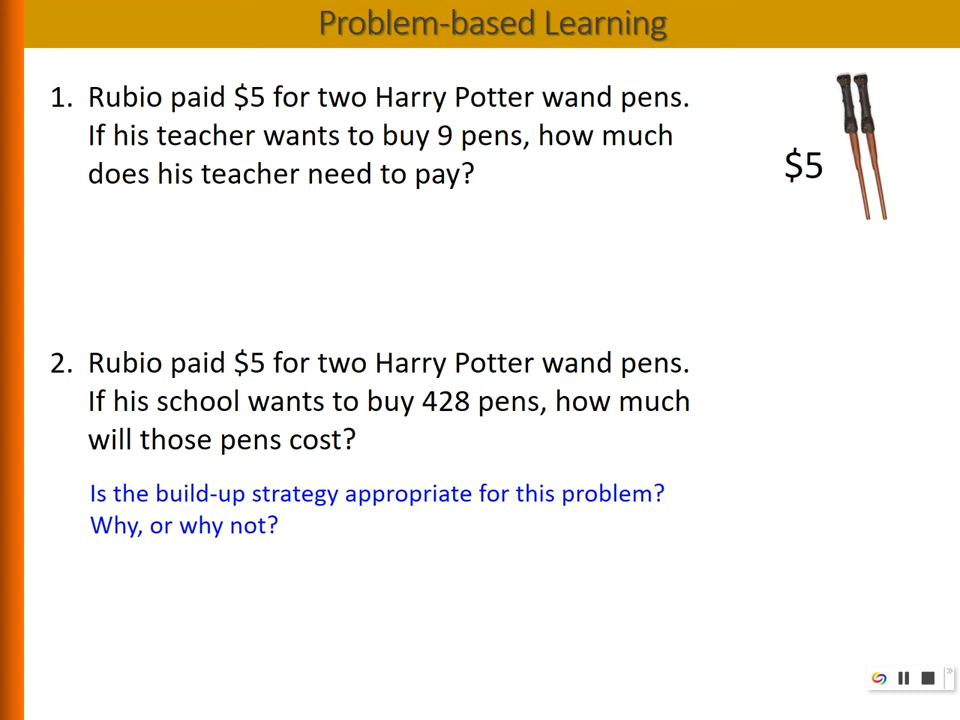 Problem-based Learning
1. Rubio paid $5 for two Harry Potter wand pens.
If his teacher wants to buy 9 pens, how much
does his teacher need to pay?
$5
2. Rubio paid $5 for two Harry Potter wand pens.
If his school wants to buy 428 pens, how much
will those pens cost?
Is the build-up strategy appropriate for this problem?
Why, or why not?